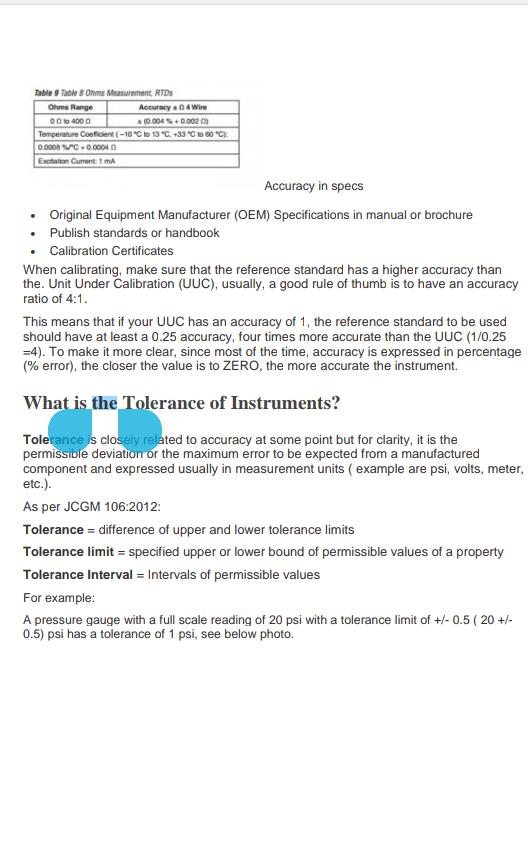 Table 9 Table 8 Ohms Measurement, RTDs
Ohms Range Accuracy ± Ω 4 Wire
0 Ω to 400 Ω ± (0.004 % + 0.002 Ω)
Temperature Coefficient (−10 °C to 13 °C, +33 °C to 60 °C):
0.0008 %/°C + 0.0004 Ω
Excitation Current: 1 mA
Accuracy in specs
• Original Equipment Manufacturer (OEM) Specifications in manual or brochure
• Publish standards or handbook
• Calibration Certificates
When calibrating, make sure that the reference standard has a higher accuracy than
the. Unit Under Calibration (UUC), usually, a good rule of thumb is to have an accuracy
ratio of 4:1.
This means that if your UUC has an accuracy of 1, the reference standard to be used
should have at least a 0.25 accuracy, four times more accurate than the UUC (1/0.25
=4). To make it more clear, since most of the time, accuracy is expressed in percentage
(% error), the closer the value is to ZERO, the more accurate the instrument.
What is the Tolerance of Instruments?
Tolerance is closely related to accuracy at some point but for clarity, it is the
permissible deviation or the maximum error to be expected from a manufactured
component and expressed usually in measurement units ( example are psi, volts, meter,
etc.).
As per JCGM 106:2012:
Tolerance = difference of upper and lower tolerance limits
Tolerance limit = specified upper or lower bound of permissible values of a property
Tolerance Interval = Intervals of permissible values
For example:
A pressure gauge with a full scale reading of 20 psi with a tolerance limit of +/- 0.5 ( 20 +/-
0.5) psi has a tolerance of 1 psi, see below photo.